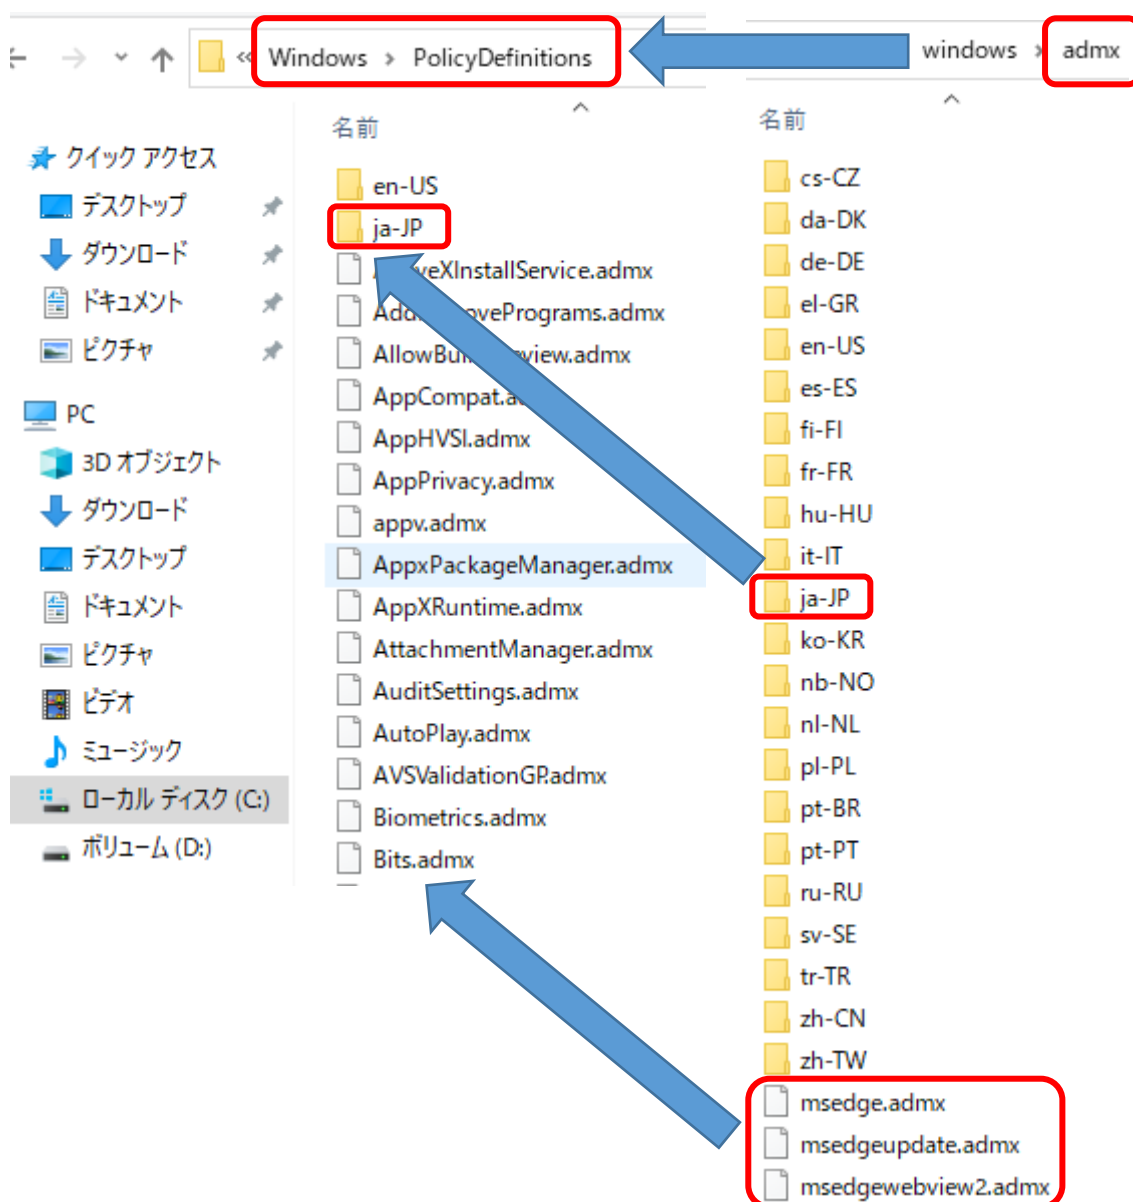 « Windows › PolicyDefinitions
名前
クイック アクセス
デスクトップ
ダウンロード
ドキュメント
ピクチャ
PC
3D オブジェクト
ダウンロード
デスクトップ
ドキュメント
ピクチャ
ビデオ
ミュージック
ローカル ディスク (C:)
ボリューム (D:)
en-US
ja-JP
veXInstallService.admx
Add ovePrograms.admx
AllowBui view.admx
AppCompat.a
AppHVSI.admx
AppPrivacy.admx
appv.admx
AppxPackageManager.admx
AppXRuntime.admx
AttachmentManager.admx
AuditSettings.admx
AutoPlay.admx
AVSValidationGP.admx
Biometrics.admx
Bits.admx
windows › admx
名前
cs-CZ
da-DK
de-DE
el-GR
en-US
es-ES
fi-FI
fr-FR
hu-HU
it-IT
ja-JP
ko-KR
nb-NO
nl-NL
pl-PL
pt-BR
pt-PT
ru-RU
sv-SE
tr-TR
zh-CN
zh-TW
msedge.admx
msedgeupdate.admx
msedgewebview2.admx